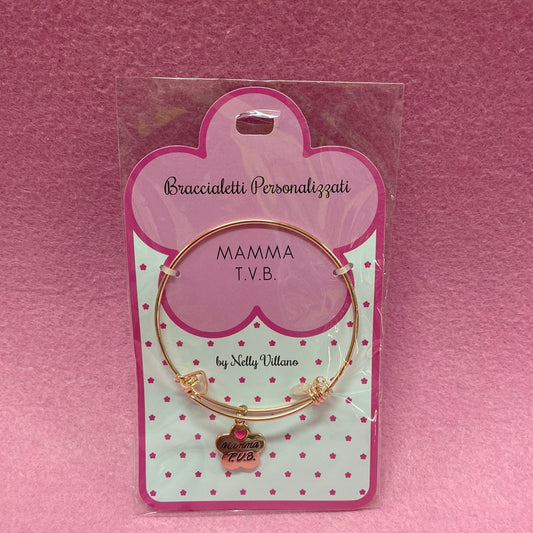 Braccialetti Personalizzati
MAMMA
T.V.B.
by Nelly Villano
Mamma
T.V.B.